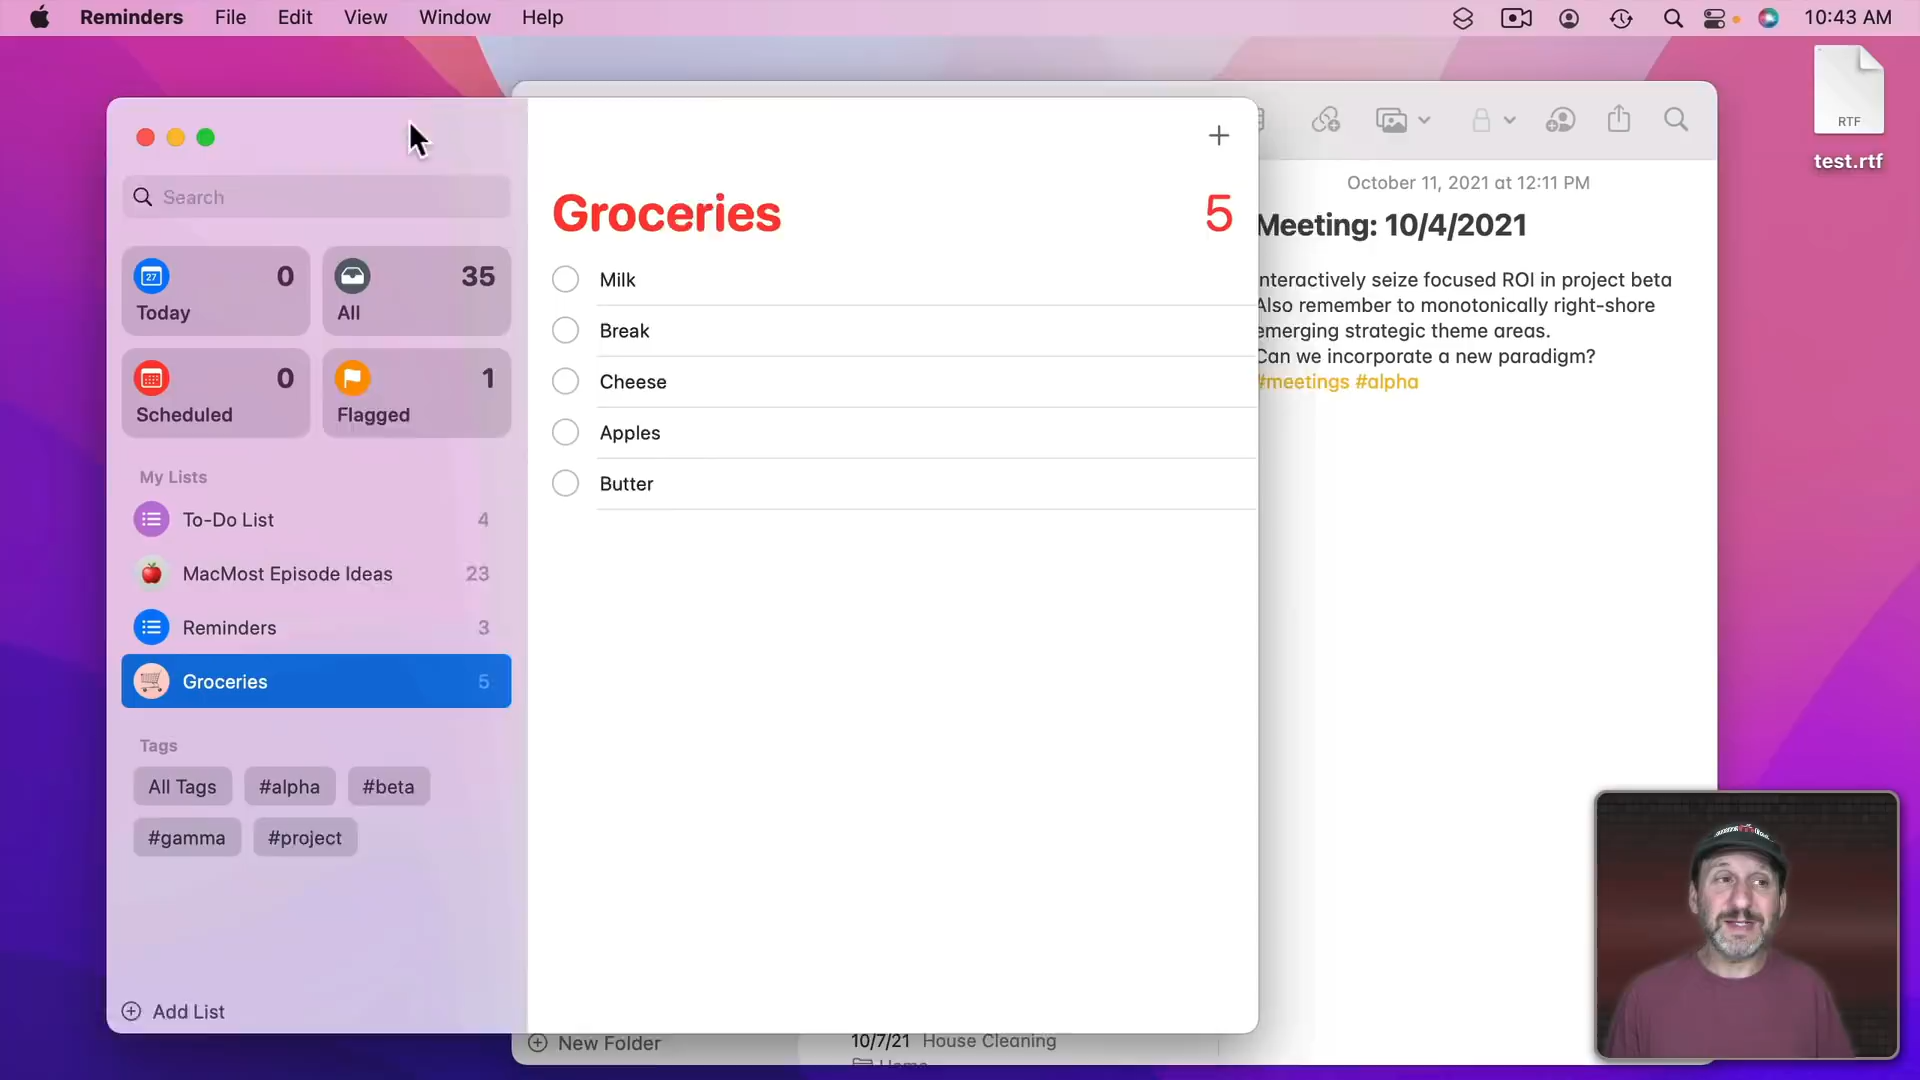 Reminders File Edit View Window Help 10:43 AM
RTF
test.rtf
Search
27
Today 0
All 35
Scheduled 0
Flagged 1
My Lists
To-Do List 4
MacMost Episode Ideas 23
Reminders 3
Groceries 5
Tags
All Tags #alpha #beta
#gamma #project
Add List
Groceries 5
Milk
Break
Cheese
Apples
Butter
October 11, 2021 at 12:11 PM
Meeting: 10/4/2021
nteractively seize focused ROI in project beta
Also remember to monotonically right-shore
emerging strategic theme areas.
Can we incorporate a new paradigm?
#meetings #alpha
New Folder
10/7/21 House Cleaning